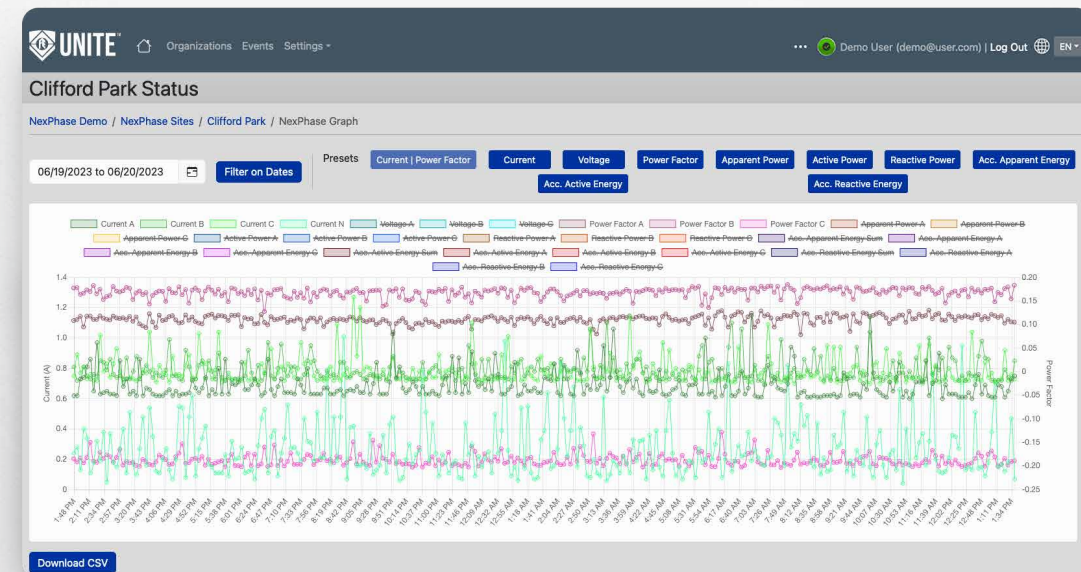 UNITE™ Organizations Events Settings Demo User (demo@user.com) | Log Out EN
Clifford Park Status
NexPhase Demo / NexPhase Sites / Clifford Park / NexPhase Graph
06/19/2023 to 06/20/2023 Filter on Dates Presets Current | Power Factor Current Voltage Power Factor Apparent Power Active Power Reactive Power Acc. Apparent Energy
Acc. Active Energy Acc. Reactive Energy
Current A Current B Current C Current N Voltage A Voltage B Voltage C Power Factor A Power Factor B Power Factor C Apparent Power A Apparent Power B
Apparent Power C Active Power A Active Power B Active Power C Reactive Power A Reactive Power B Reactive Power C Acc. Apparent Energy Sum Acc. Apparent Energy A
Acc. Apparent Energy B Acc. Apparent Energy C Acc. Active Energy Sum Acc. Active Energy A Acc. Active Energy B Acc. Active Energy C Acc. Reactive Energy Sum Acc. Reactive Energy A
Acc. Reactive Energy B Acc. Reactive Energy C
1.4 0.20
1.2 0.15
0.10
1.0
0.05
0.8 0
0.6 -0.05
-0.10
0.4
-0.15
0.2 -0.20
0 -0.25
Current (A)
Power Factor
1:48 PM 2:11 PM 2:34 PM 2:57 PM 3:20 PM 3:43 PM 4:06 PM 4:29 PM 4:52 PM 5:15 PM 5:38 PM 6:01 PM 6:24 PM 6:47 PM 7:10 PM 7:33 PM 7:56 PM 8:19 PM 8:42 PM 9:05 PM 9:28 PM 9:51 PM 10:14 PM 10:37 PM 11:00 PM 11:23 PM 11:46 PM 12:09 AM 12:32 AM 12:55 AM 1:18 AM 1:41 AM 2:04 AM 2:27 AM 2:50 AM 3:13 AM 3:36 AM 3:59 AM 4:22 AM 4:45 AM 5:08 AM 5:31 AM 5:54 AM 6:17 AM 6:40 AM 7:03 AM 7:26 AM 7:49 AM 8:12 AM 8:35 AM 8:58 AM 9:21 AM 9:44 AM 10:07 AM 10:30 AM 10:53 AM 11:16 AM 11:39 AM 12:02 PM 12:25 PM 12:48 PM 1:11 PM 1:34 PM
Download CSV